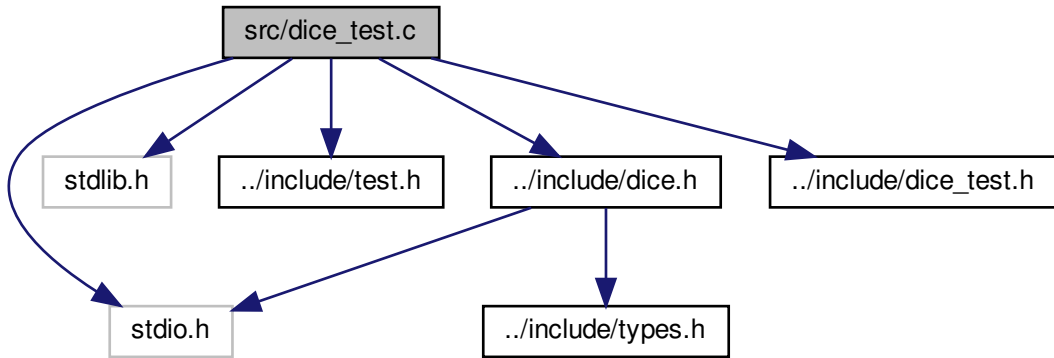 src/dice_test.c
stdlib.h
../include/test.h
../include/dice.h
../include/dice_test.h
stdio.h
../include/types.h